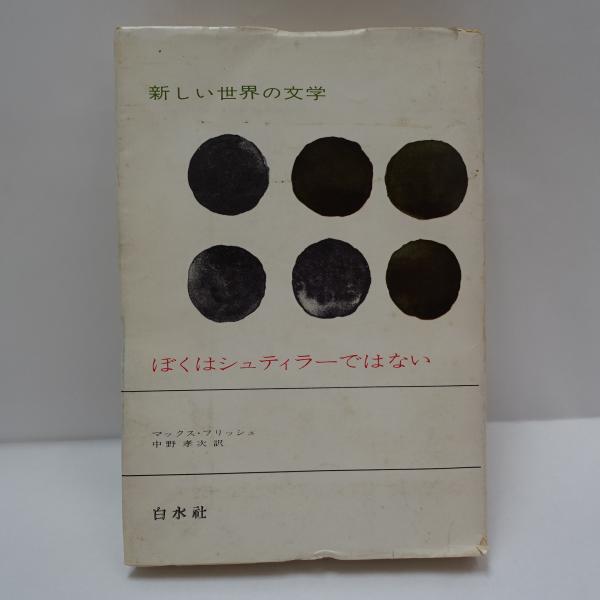 新しい世界の文学
ぼくはシュティラーではない
マックス・フリッシュ
中野孝次訳
白水社